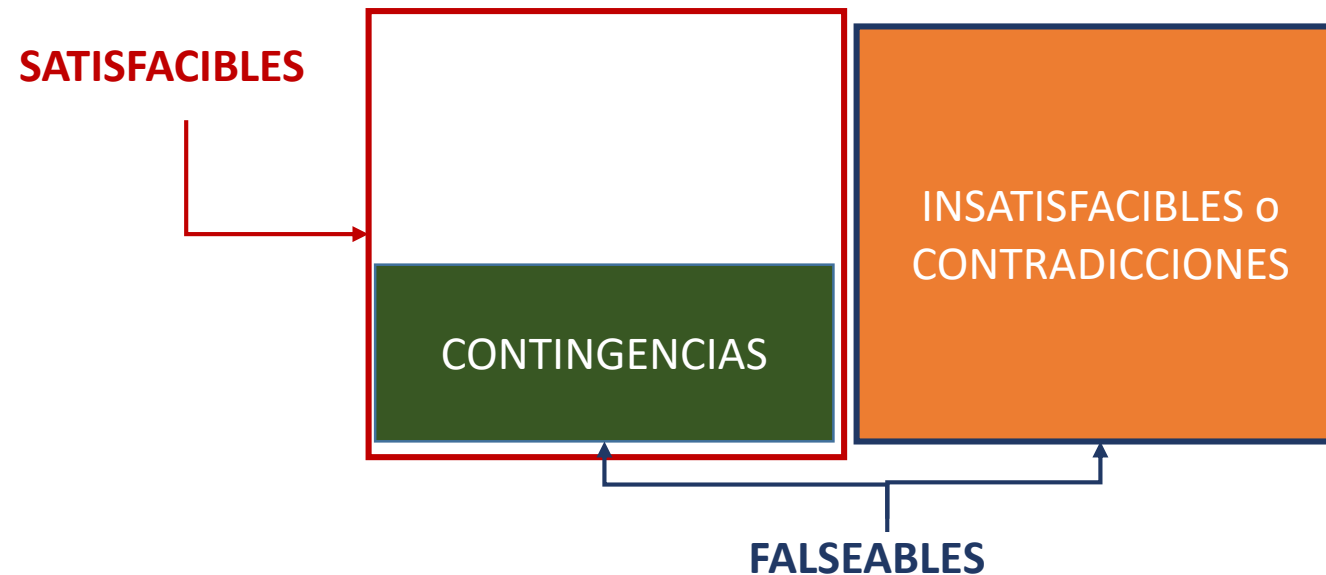 SATISFACIBLES
INSATISFACIBLES o
CONTRADICCIONES
CONTINGENCIAS
FALSEABLES